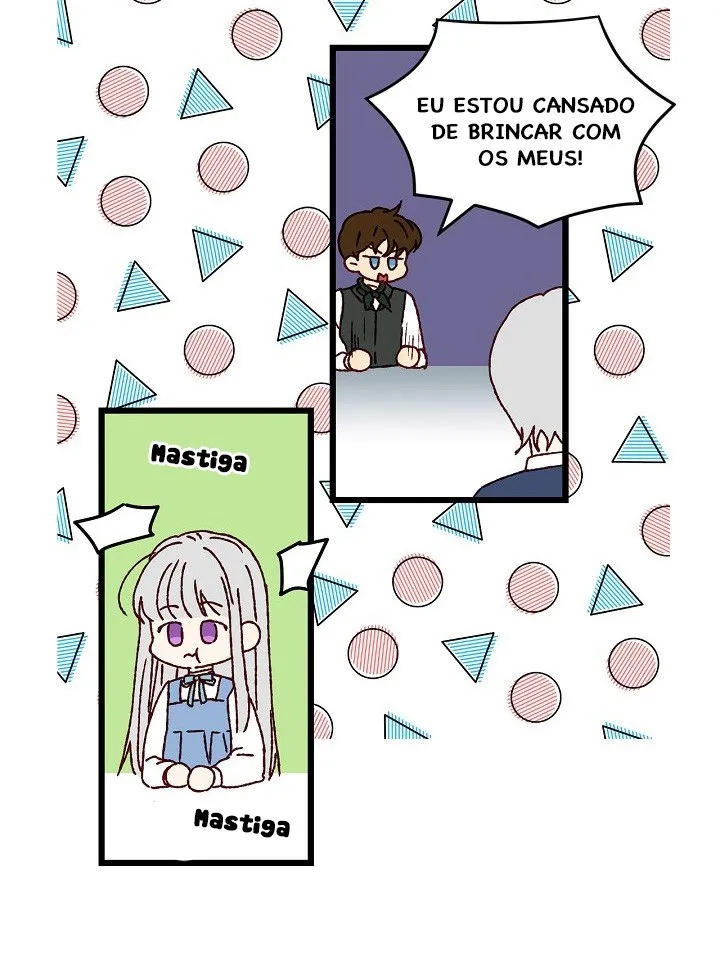 EU ESTOU CANSADO
DE BRINCAR COM
OS MEUS!
Mastiga
Mastiga